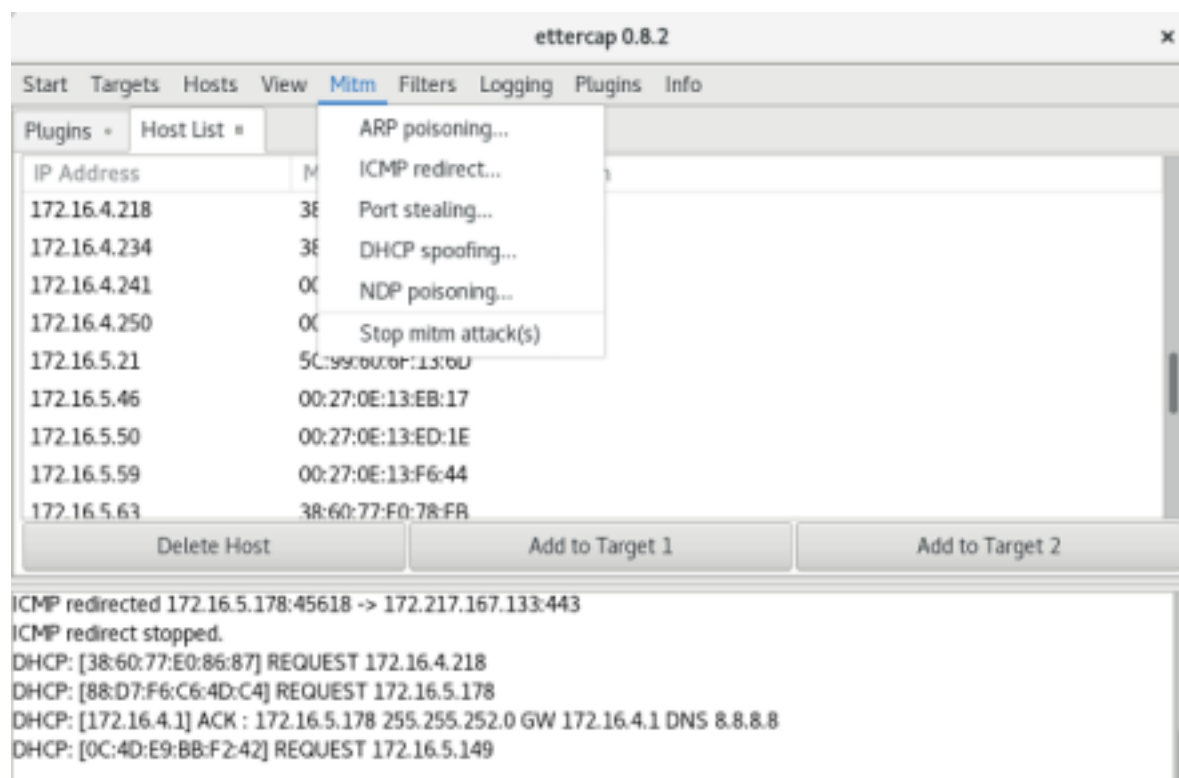 ettercap 0.8.2 ×
Start Targets Hosts View Mitm Filters Logging Plugins Info
Plugins Host List
ARP poisoning...
ICMP redirect...
Port stealing...
DHCP spoofing...
NDP poisoning...
Stop mitm attack(s)
IP Address M
172.16.4.218 38
172.16.4.234 38
172.16.4.241 00
172.16.4.250 00
172.16.5.21 5C:99:60:6F:13:6D
172.16.5.46 00:27:0E:13:EB:17
172.16.5.50 00:27:0E:13:ED:1E
172.16.5.59 00:27:0E:13:F6:44
172.16.5.63 38:60:77:E0:78:FB
Delete Host Add to Target 1 Add to Target 2
ICMP redirected 172.16.5.178:45618 -> 172.217.167.133:443
ICMP redirect stopped.
DHCP: [38:60:77:E0:86:87] REQUEST 172.16.4.218
DHCP: [88:D7:F6:C6:4D:C4] REQUEST 172.16.5.178
DHCP: [172.16.4.1] ACK : 172.16.5.178 255.255.252.0 GW 172.16.4.1 DNS 8.8.8.8
DHCP: [0C:4D:E9:BB:F2:42] REQUEST 172.16.5.149